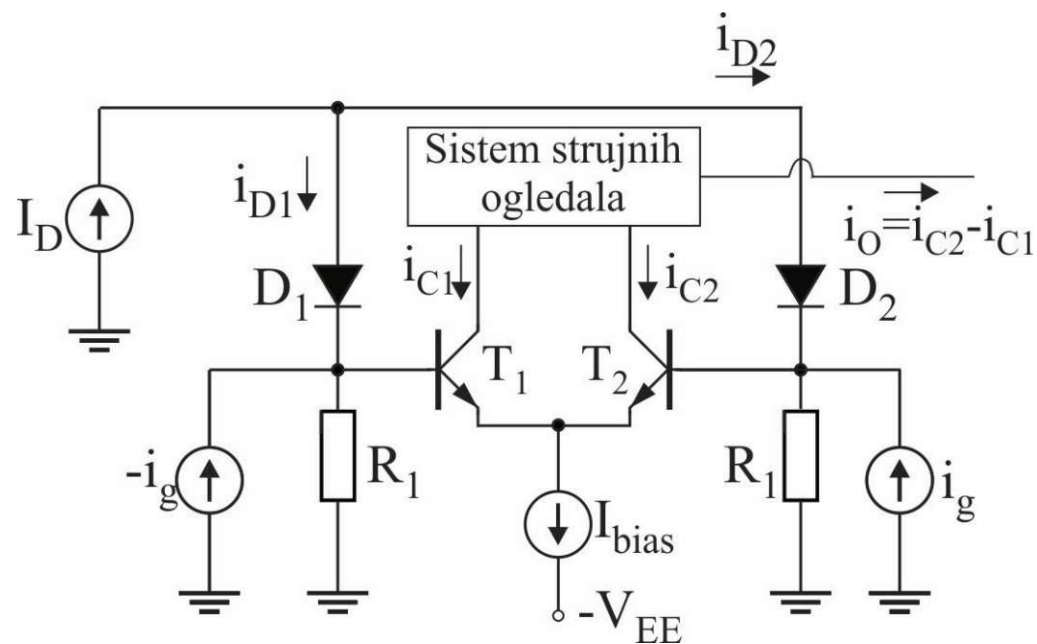 i_D2
Sistem strujnih
ogledala
i_D1
I_D
i_O=i_C2-i_C1
i_C1
i_C2
D_1
D_2
T_1
T_2
-i_g
R_1
R_1
i_g
I_bias
-V_EE